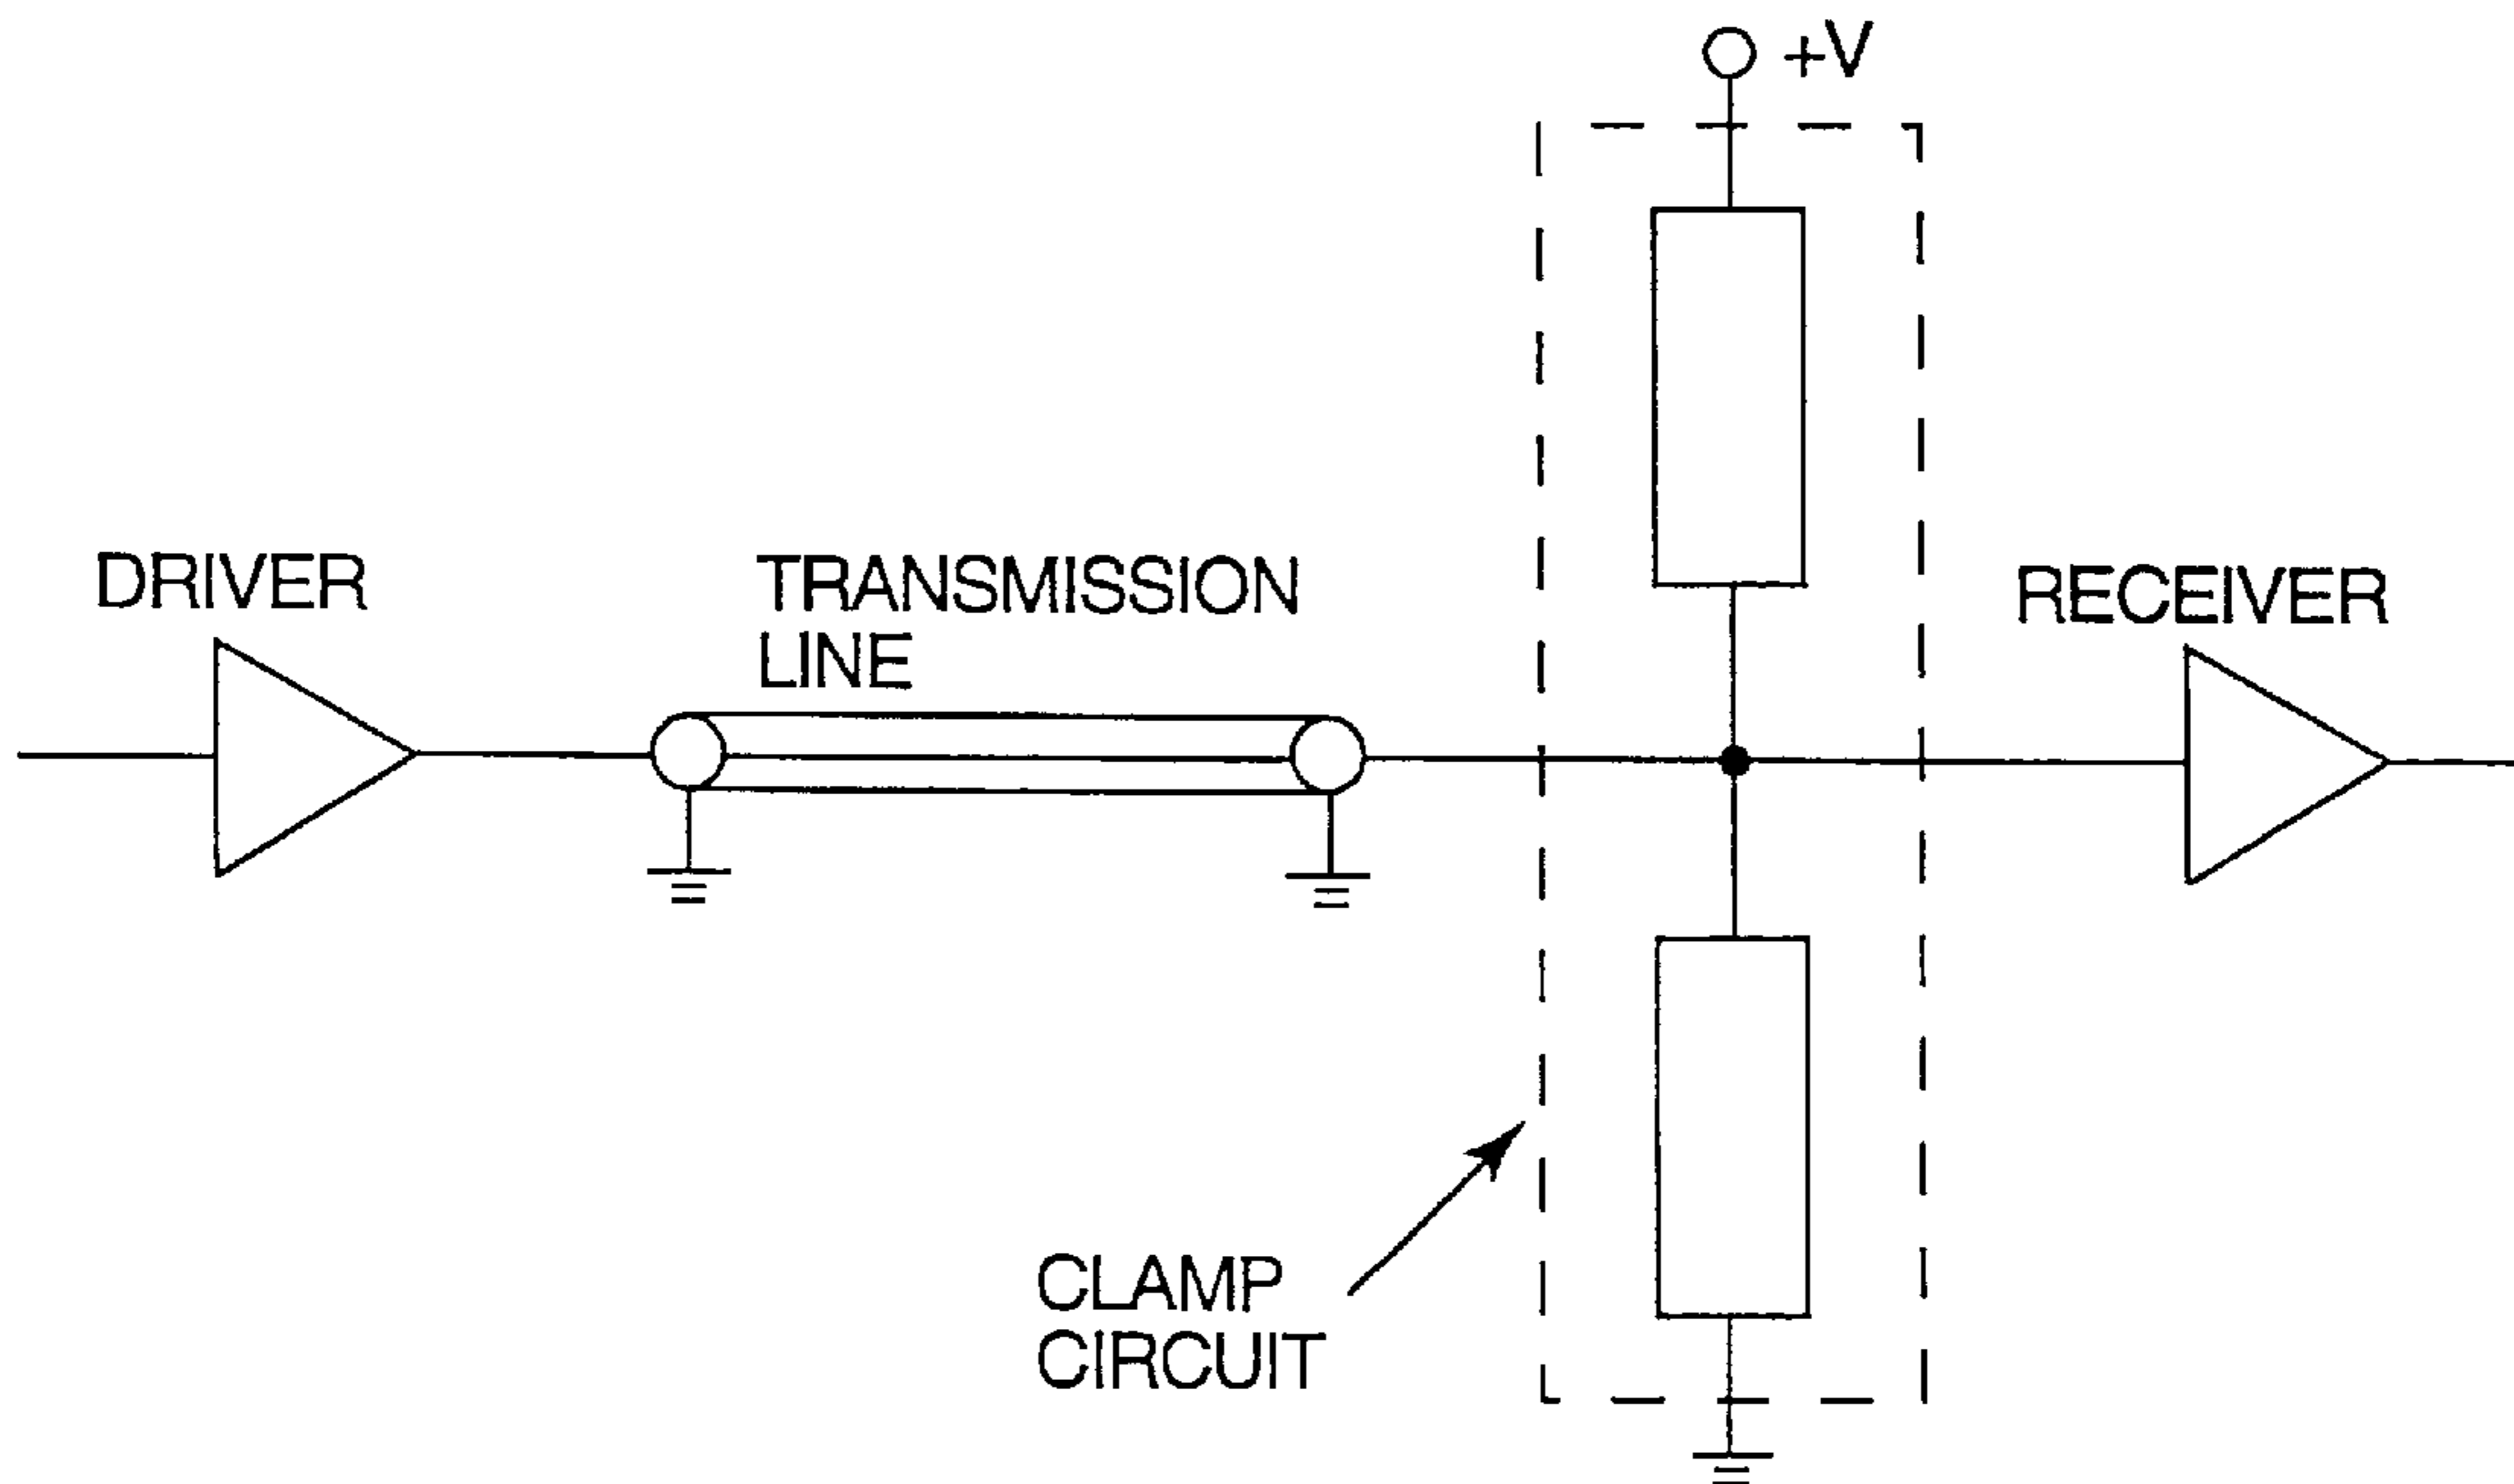 +V
DRIVER
TRANSMISSION
LINE
RECEIVER
CLAMP
CIRCUIT